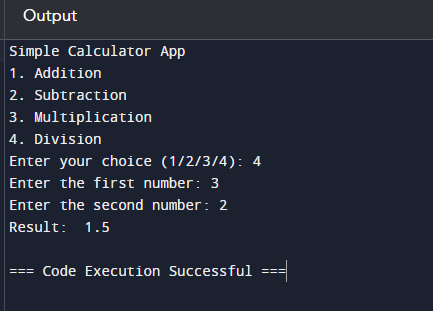 Output
Simple Calculator App
1. Addition
2. Subtraction
3. Multiplication
4. Division
Enter your choice (1/2/3/4): 4
Enter the first number: 3
Enter the second number: 2
Result:  1.5
=== Code Execution Successful ===